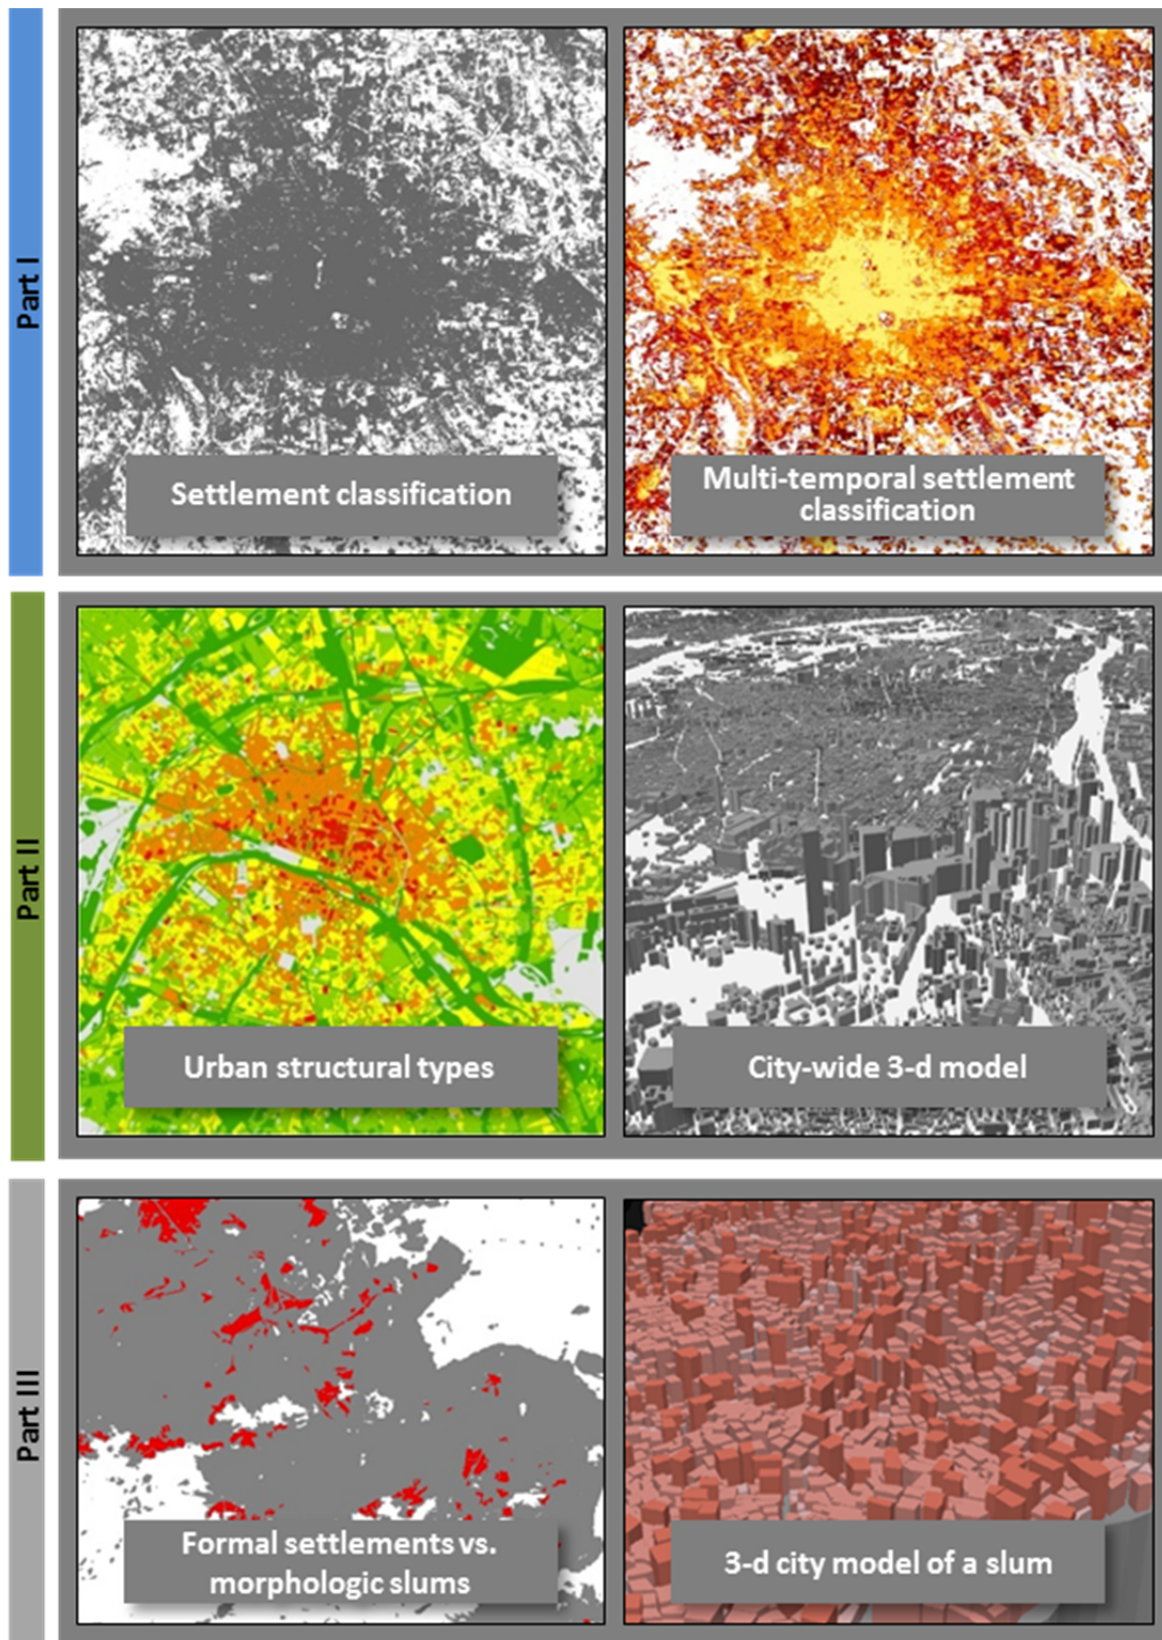 Part I
Settlement classification
Multi-temporal settlement
classification
Part II
Urban structural types
City-wide 3-d model
Part III
Formal settlements vs.
morphologic slums
3-d city model of a slum